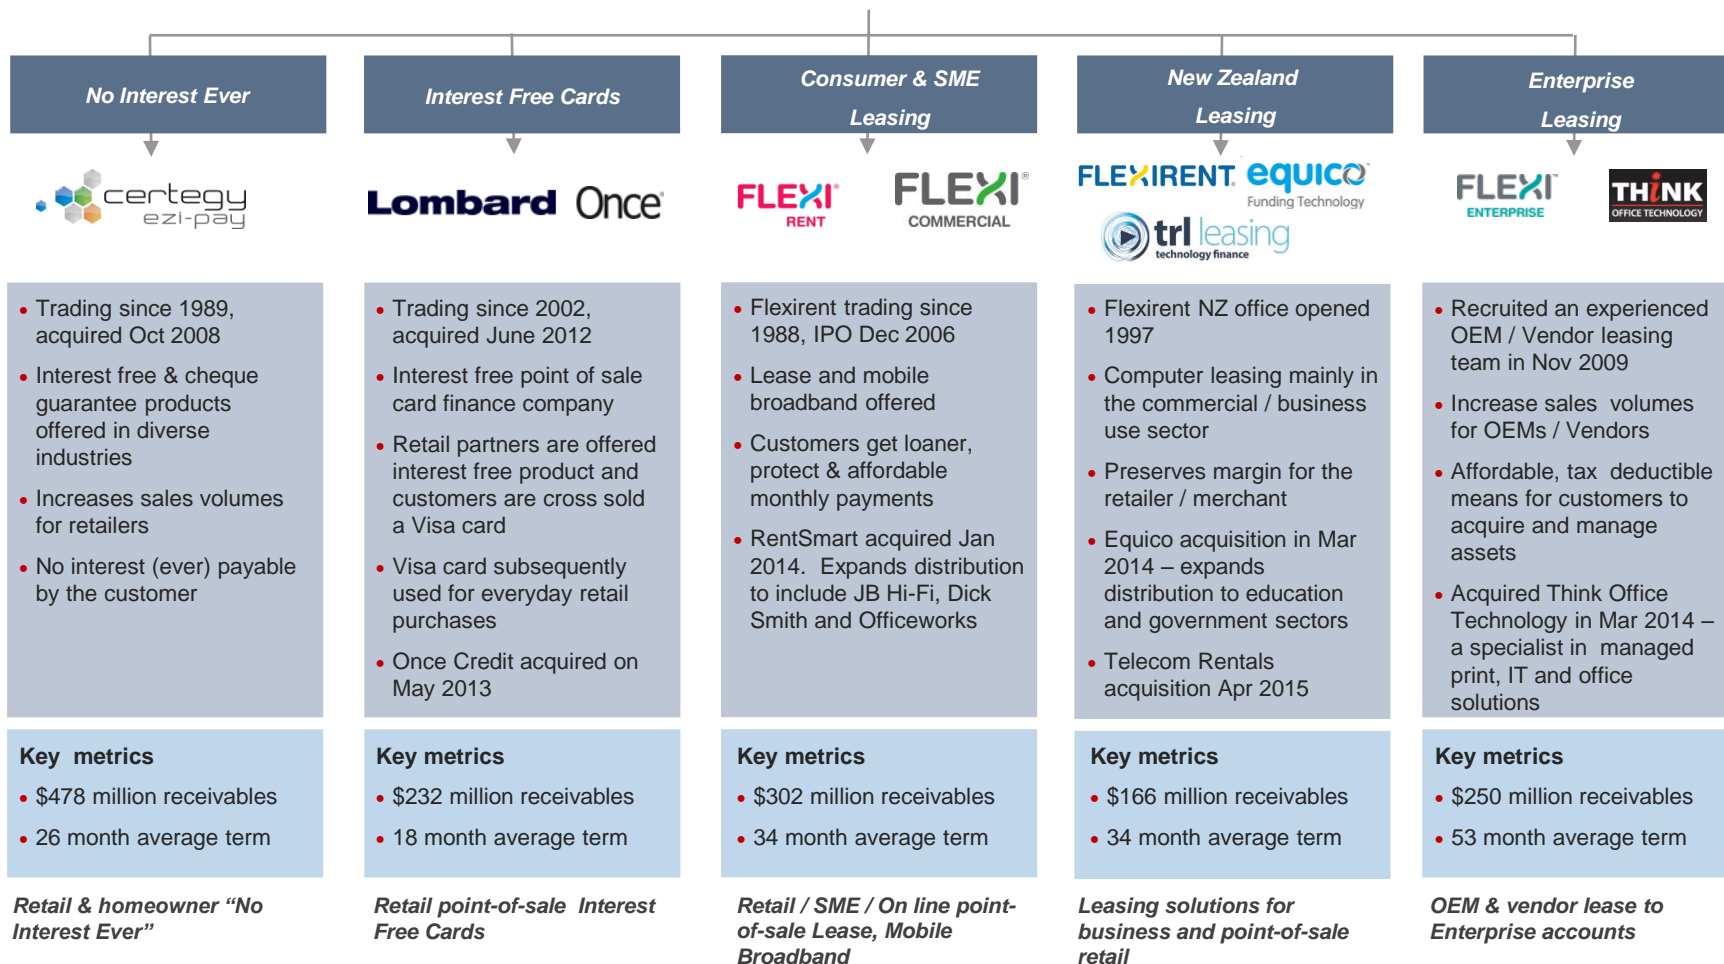 No Interest Ever
certegy
ezi-pay
Trading since 1989,
acquired Oct 2008
Interest free & cheque
guarantee products
offered in diverse
industries
Increases sales volumes
for retailers
No interest (ever) payable
by the customer
Key metrics
$478 million receivables
26 month average term
Retail & homeowner “No
Interest Ever”
Interest Free Cards
Lombard Once®
Trading since 2002,
acquired June 2012
Interest free point of sale
card finance company
Retail partners are offered
interest free product and
customers are cross sold
a Visa card
Visa card subsequently
used for everyday retail
purchases
Once Credit acquired on
May 2013
Key metrics
$232 million receivables
18 month average term
Retail point-of-sale Interest
Free Cards
Consumer & SME
Leasing
FLEXI®
RENT
FLEXI®
COMMERCIAL
Flexirent trading since
1988, IPO Dec 2006
Lease and mobile
broadband offered
Customers get loaner,
protect & affordable
monthly payments
RentSmart acquired Jan
2014. Expands distribution
to include JB Hi-Fi, Dick
Smith and Officeworks
Key metrics
$302 million receivables
34 month average term
Retail / SME / On line point-
of-sale Lease, Mobile
Broadband
New Zealand
Leasing
FLEXIRENT.
equico™
Funding Technology
trl leasing
technology finance
Flexirent NZ office opened
1997
Computer leasing mainly in
the commercial / business
use sector
Preserves margin for the
retailer / merchant
Equico acquisition in Mar
2014 – expands
distribution to education
and government sectors
Telecom Rentals
acquisition Apr 2015
Key metrics
$166 million receivables
34 month average term
Leasing solutions for
business and point-of-sale
retail
Enterprise
Leasing
FLEXI™
ENTERPRISE
THiNK
OFFICE TECHNOLOGY
Recruited an experienced
OEM / Vendor leasing
team in Nov 2009
Increase sales volumes
for OEMs / Vendors
Affordable, tax deductible
means for customers to
acquire and manage
assets
Acquired Think Office
Technology in Mar 2014 –
a specialist in managed
print, IT and office
solutions
Key metrics
$250 million receivables
53 month average term
OEM & vendor lease to
Enterprise accounts